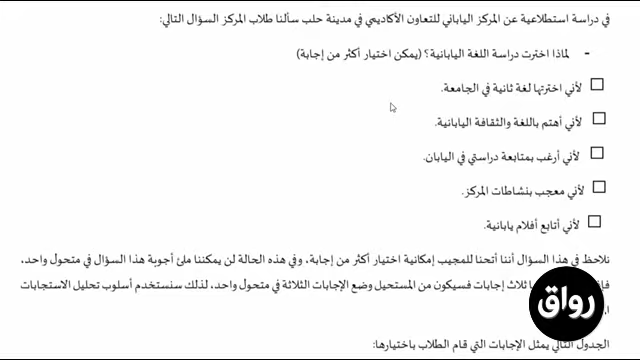 في دراسة استطلاعية عن المركز الياباني للتعاون الأكاديمي في مدينة حلب سألنا طلاب المركز السؤال التالي:
- لماذا اخترت دراسة اللغة اليابانية؟ (يمكن اختيار أكثر من إجابة)
لأني اخترتها لغة ثانية في الجامعة.
لأني أهتم باللغة والثقافة اليابانية.
لأني أرغب بمتابعة دراستي في اليابان.
لأني معجب بنشاطات المركز.
لأني أتابع أفلام يابانية.
نلاحظ في هذا السؤال أننا أتحنا للمجيب إمكانية اختيار أكثر من إجابة، وفي هذه الحالة لن يمكننا ملئ أجوبة هذا السؤال في متحول واحد،
ثلاث إجابات فسيكون من المستحيل وضع الإجابات الثلاثة في متحول واحد، لذلك سنستخدم أسلوب تحليل الاستجابات
رواق
الجدول التالي يمثل الإجابات التي قام الطلاب باختيارها: